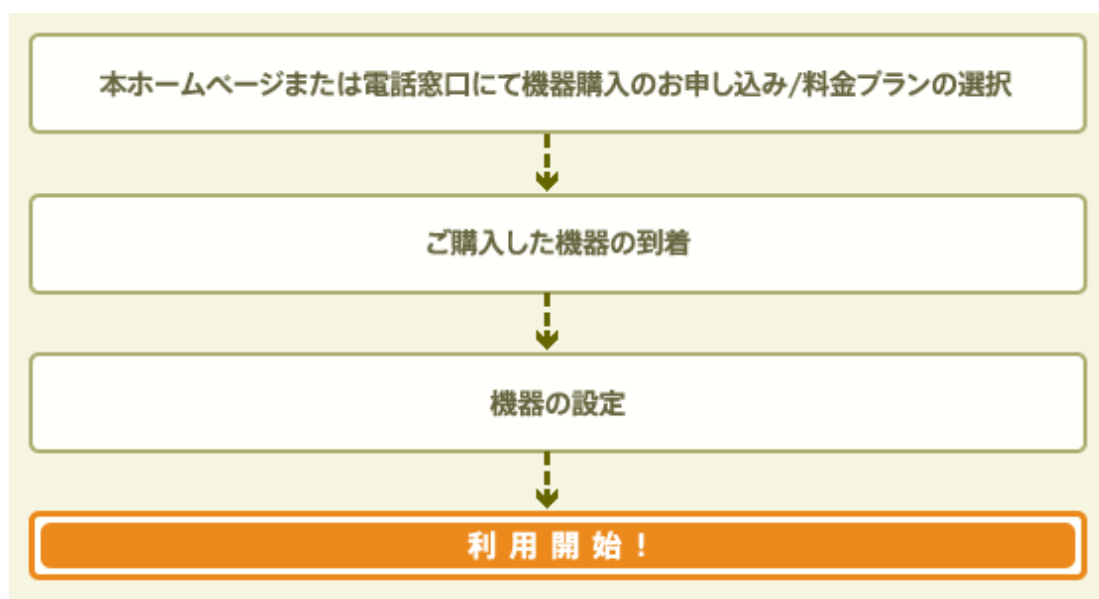 本ホームページまたは電話窓口にて機器購入のお申し込み/料金プランの選択
ご購入した機器の到着
機器の設定
利用開始！